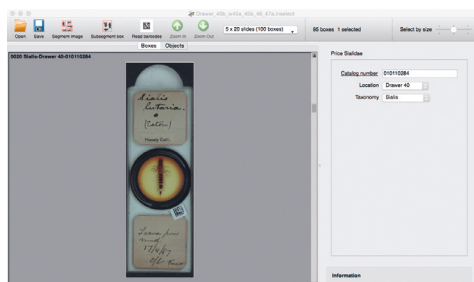 Drawer_40b_w45a_45b_46_47a.inselect
Open Save Segment image Subsegment box Read barcodes Zoom In Zoom Out 5 x 20 slides (100 boxes) 95 boxes 1 selected Select by size
Boxes Objects
0020 Sialis-Drawer 40-010110284
Price Sialidae
Catalog number 010110284
Location Drawer 40
Taxonomy Sialis
Sialis
lutaria.
Information